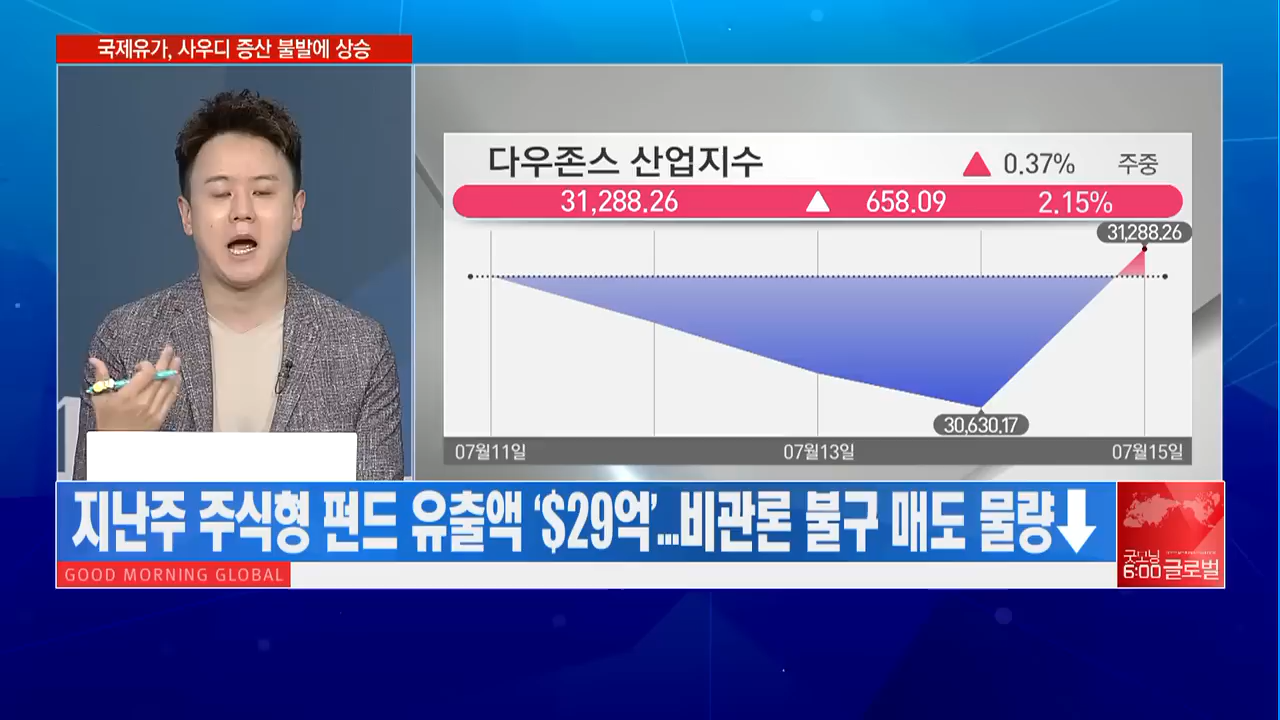 국제유가, 사우디 증산 불발에 상승
다우존스 산업지수 ▲ 0.37% 주중
31,288.26 ▲ 658.09 2.15%
31,288.26
30,630.17
07월11일 07월13일 07월15일
지난주 주식형 펀드 유출액 ‘$29억’...비관론 불구 매도 물량↓
GOOD MORNING GLOBAL
굿모닝
6:00 글로벌